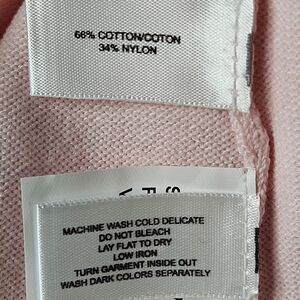 66% COTTON/COTON
34% NYLON
S
F
V
MACHINE WASH COLD DELICATE
DO NOT BLEACH
LAY FLAT TO DRY
LOW IRON
TURN GARMENT INSIDE OUT
WASH DARK COLORS SEPARATELY